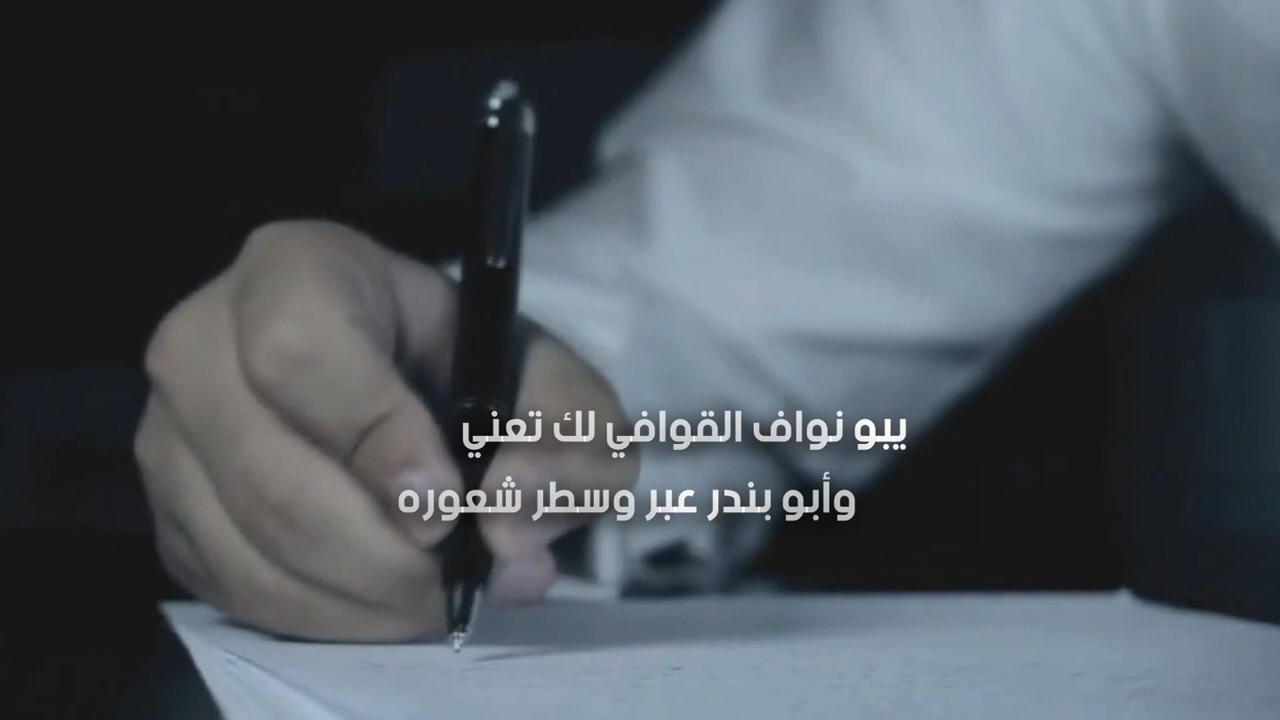 يبو نواف القوافي لك تعني
وأبو بندر عبر وسطر شعوره